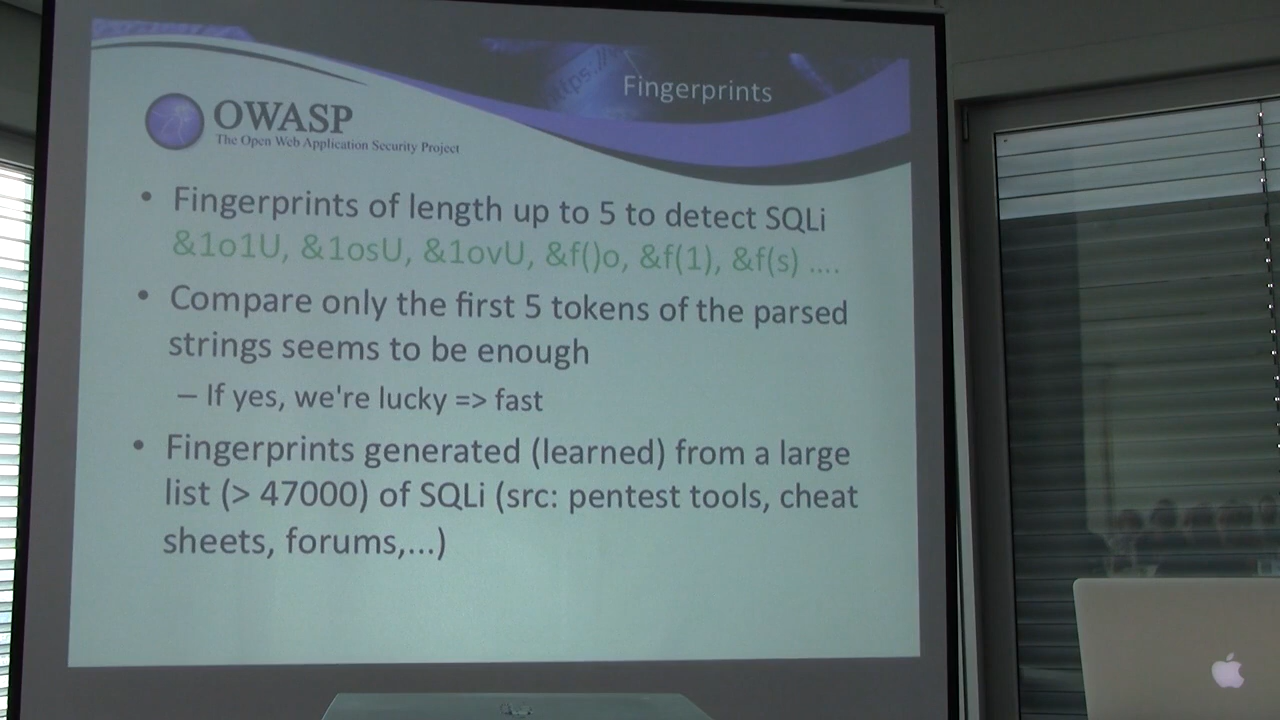 https://
Fingerprints
OWASP
The Open Web Application Security Project
• Fingerprints of length up to 5 to detect SQLi
&1o1U, &1osU, &1ovU, &f()o, &f(1), &f(s) ....
• Compare only the first 5 tokens of the parsed
strings seems to be enough
– If yes, we're lucky => fast
• Fingerprints generated (learned) from a large
list (> 47000) of SQLi (src: pentest tools, cheat
sheets, forums,...)